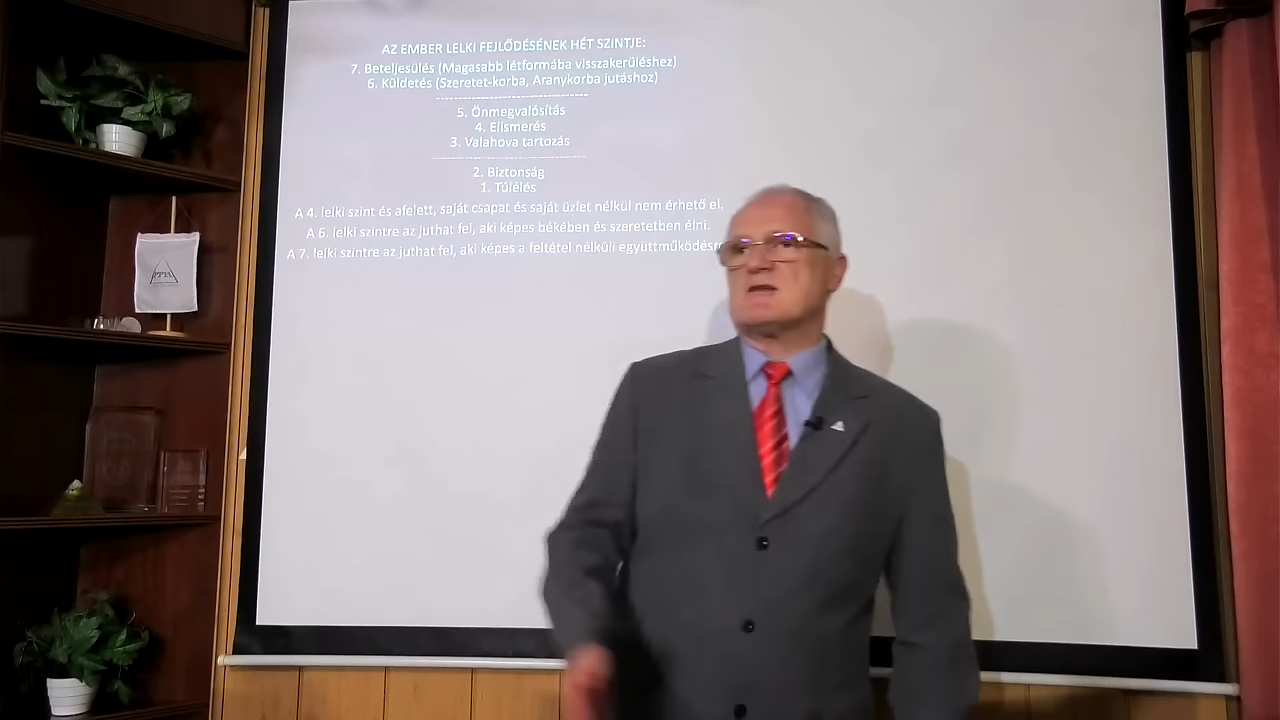 AZ EMBER LELKI FEJLŐDÉSÉNEK HÉT SZINTJE:
7. Beteljesülés (Magasabb létformába visszakerüléshez)
6. Küldetés (Szeretet-korba, Aranykorba jutáshoz)
5. Önmegvalósítás
4. Elismerés
3. Valahova tartozás
2. Biztonság
1. Túlélés
A 4. lelki szint és afelett, saját csapat és saját üzlet nélkül nem érhető el.
A 6. lelki szintre az juthat fel, aki képes békében és szeretetben élni.
A 7. lelki szintre az juthat fel, aki képes a feltétel nélküli